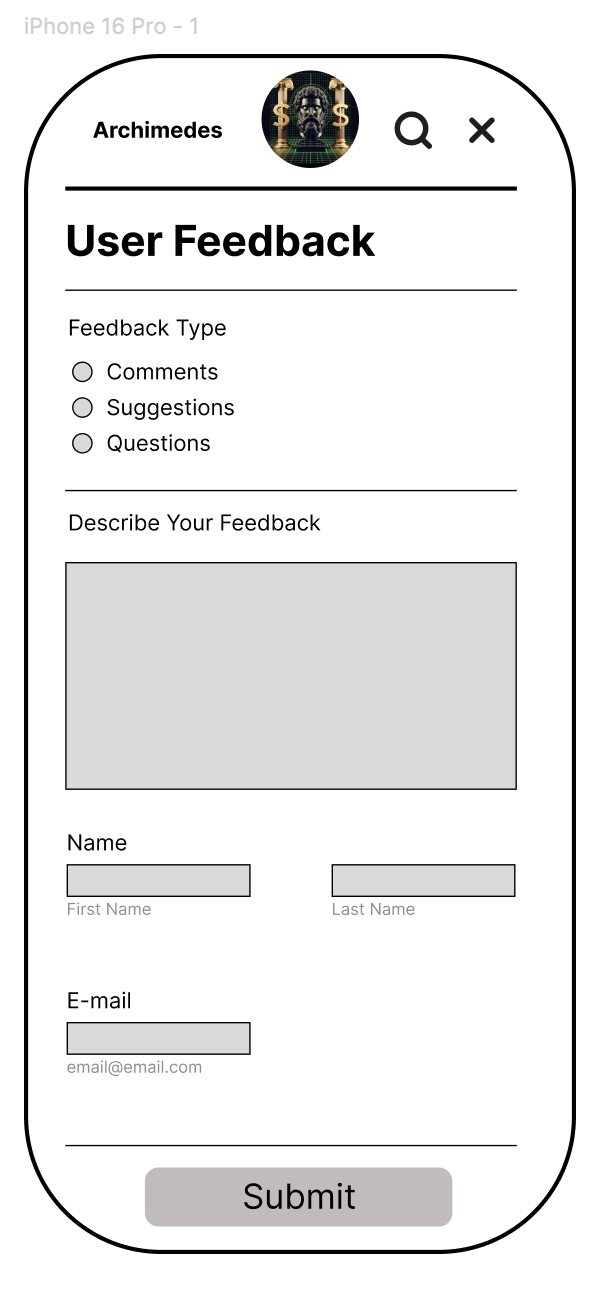 iPhone 16 Pro - 1
Archimedes
$ $
User Feedback
Feedback Type
Comments
Suggestions
Questions
Describe Your Feedback
Name
First Name Last Name
E-mail
email@email.com
Submit